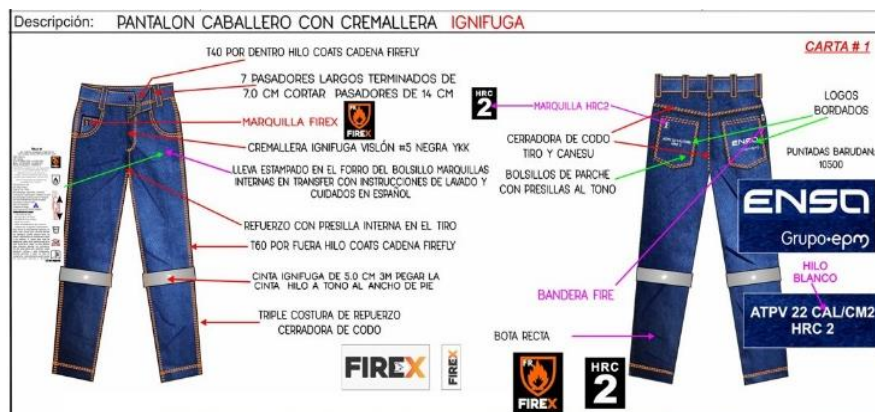 Descripción: PANTALON CABALLERO CON CREMALLERA IGNIFUGA
CARTA # 1
T40 POR DENTRO HILO COATS CADENA FIREFLY
7 PASADORES LARGOS TERMINADOS DE
7.0 CM CORTAR PASADORES DE 14 CM
MARQUILLA FIREX
FR
FIREX
CREMALLERA IGNIFUGA VISLÓN #5 NEGRA YKK
LLEVA ESTAMPADO EN EL FORRO DEL BOLSILLO MARQUILLAS
INTERNAS EN TRANSFER CON INSTRUCCIONES DE LAVADO Y
CUIDADOS EN ESPAÑOL
REFUERZO CON PRESILLA INTERNA EN EL TIRO
T60 POR FUERA HILO COATS CADENA FIREFLY
CINTA IGNIFUGA DE 5.0 CM 3M PEGAR LA
CINTA HILO A TONO AL ANCHO DE PIE
TRIPLE COSTURA DE REPUERZO
CERRADORA DE CODO
FIREX
FIREX
HRC
2
MARQUILLA HRC2
CERRADORA DE CODO
TIRO Y CANESU
BOLSILLOS DE PARCHE
CON PRESILLAS AL TONO
BANDERA FIRE
BOTA RECTA
FR
FIREX
HRC
2
ENSA
LOGOS
BORDADOS
PUNTADAS BARUDAN:
10500
ENSA
Grupo•epm
HILO
BLANCO
ATPV 22 CAL/CM2
HRC 2